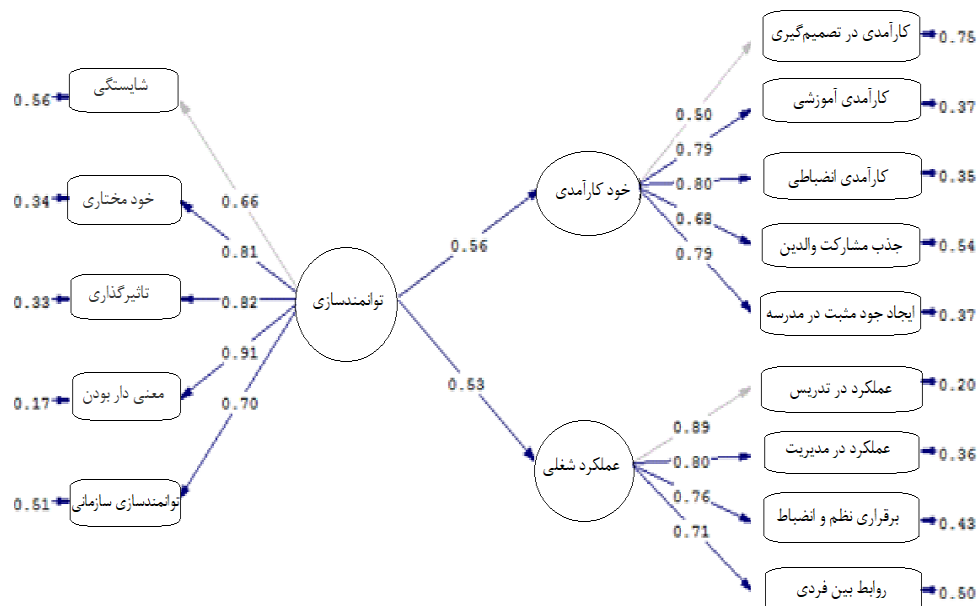 کارآمدی در تصمیم‌گیری
0.75
شایستگی
0.56
0.50
کارآمدی آموزشی
0.37
0.79
خود مختاری
0.34
0.66
خود کارآمدی
0.80
کارآمدی انضباطی
0.35
0.68
0.81
0.56
جذب مشارکت والدین
0.54
0.79
تاثیرگذاری
0.33
0.82
توانمندسازی
ایجاد جود مثبت در مدرسه
0.37
0.91
معنی دار بودن
0.17
0.70
0.53
عملکرد در تدریس
0.20
0.89
عملکرد شغلی
0.80
عملکرد در مدیریت
0.36
توانمندسازی سازمانی
0.51
0.76
برقراری نظم و انضباط
0.43
0.71
روابط بین فردی
0.50